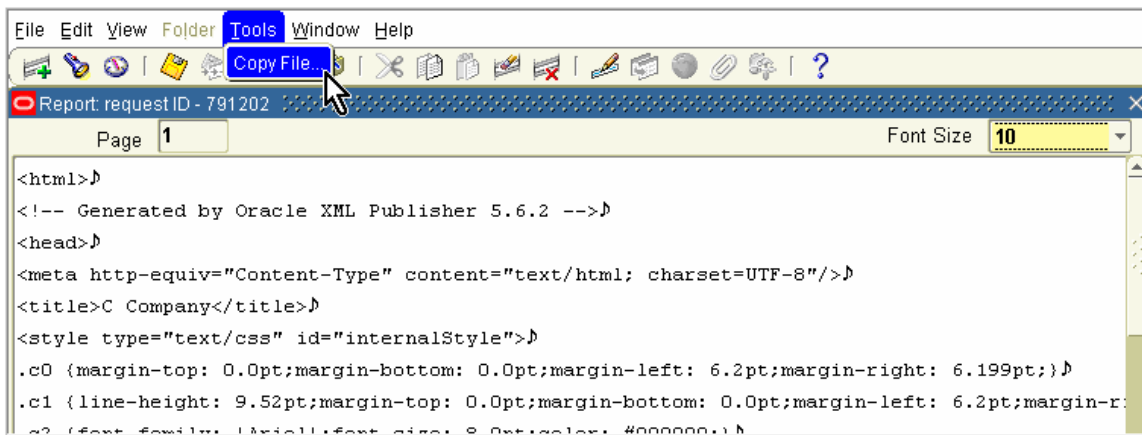 File Edit View Folder Tools Window Help
Copy File...
Report: request ID - 791202
Page 1 Font Size 10
<html>♪
<!-- Generated by Oracle XML Publisher 5.6.2 -->♪
<head>♪
<meta http-equiv="Content-Type" content="text/html; charset=UTF-8"/>♪
<title>C Company</title>♪
<style type="text/css" id="internalStyle">♪
.c0 {margin-top: 0.0pt;margin-bottom: 0.0pt;margin-left: 6.2pt;margin-right: 6.199pt;}♪
.c1 {line-height: 9.52pt;margin-top: 0.0pt;margin-bottom: 0.0pt;margin-left: 6.2pt;